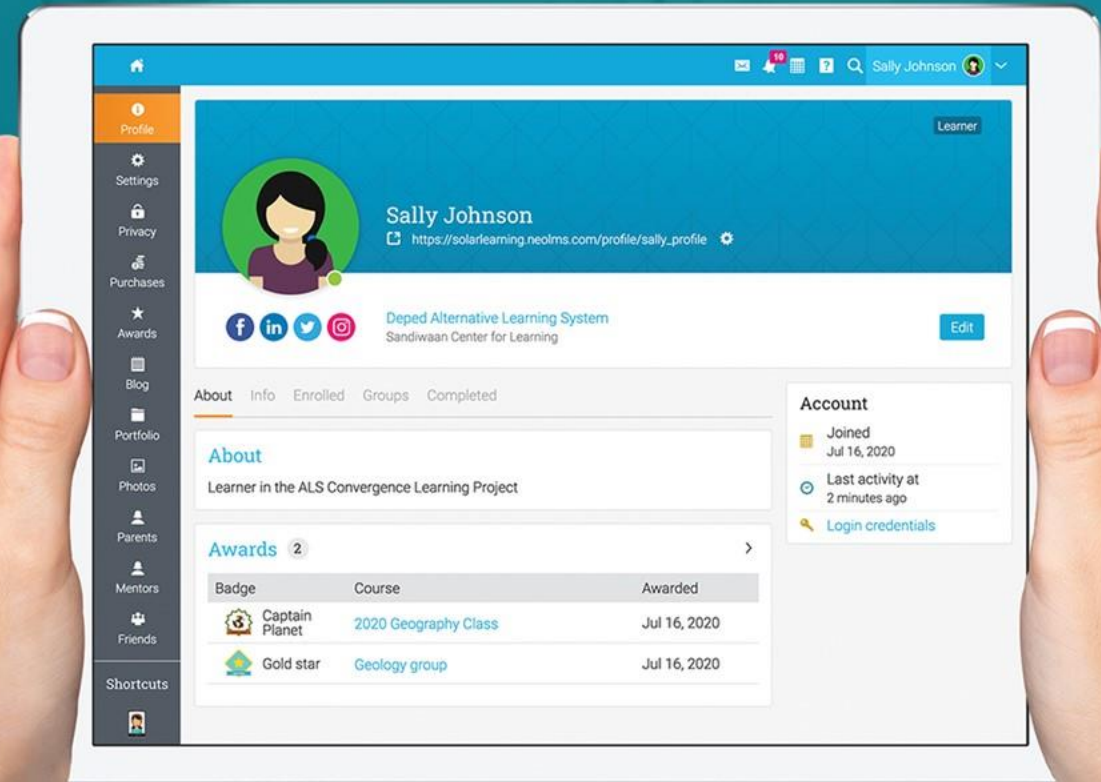 10
?
Sally Johnson
Profile
Settings
Privacy
Purchases
Awards
Blog
Portfolio
Photos
Parents
Mentors
Friends
Shortcuts
Learner
Sally Johnson
https://solarlearning.neolms.com/profile/sally_profile
f in
Deped Alternative Learning System
Sandiwaan Center for Learning
Edit
About Info Enrolled Groups Completed
About
Learner in the ALS Convergence Learning Project
Awards 2
Badge Course Awarded
Captain
Planet
2020 Geography Class Jul 16, 2020
Gold star Geology group Jul 16, 2020
Account
Joined
Jul 16, 2020
Last activity at
2 minutes ago
Login credentials